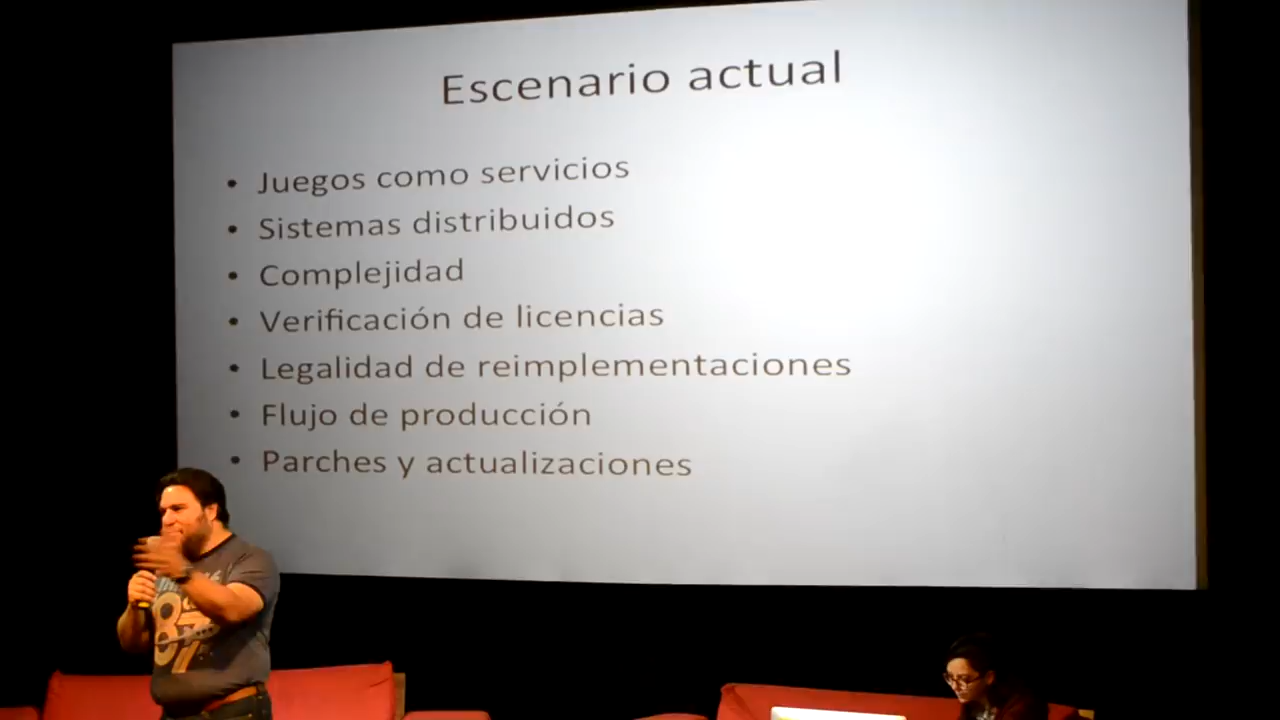 Escenario actual
• Juegos como servicios
• Sistemas distribuidos
• Complejidad
• Verificación de licencias
• Legalidad de reimplementaciones
• Flujo de producción
• Parches y actualizaciones
87